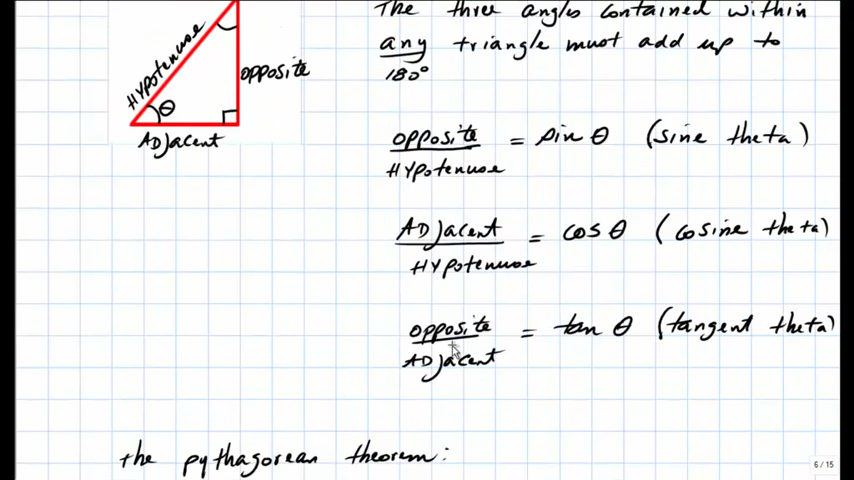 The three angles contained within
any triangle must add up to
180°
Hypotenuse
Opposite
θ
Adjacent
Opposite = sin θ (sine theta)
Hypotenuse
Adjacent = cos θ (cosine theta)
Hypotenuse
Opposite = tan θ (tangent theta)
Adjacent
the pythagorean theorem:
6 / 15